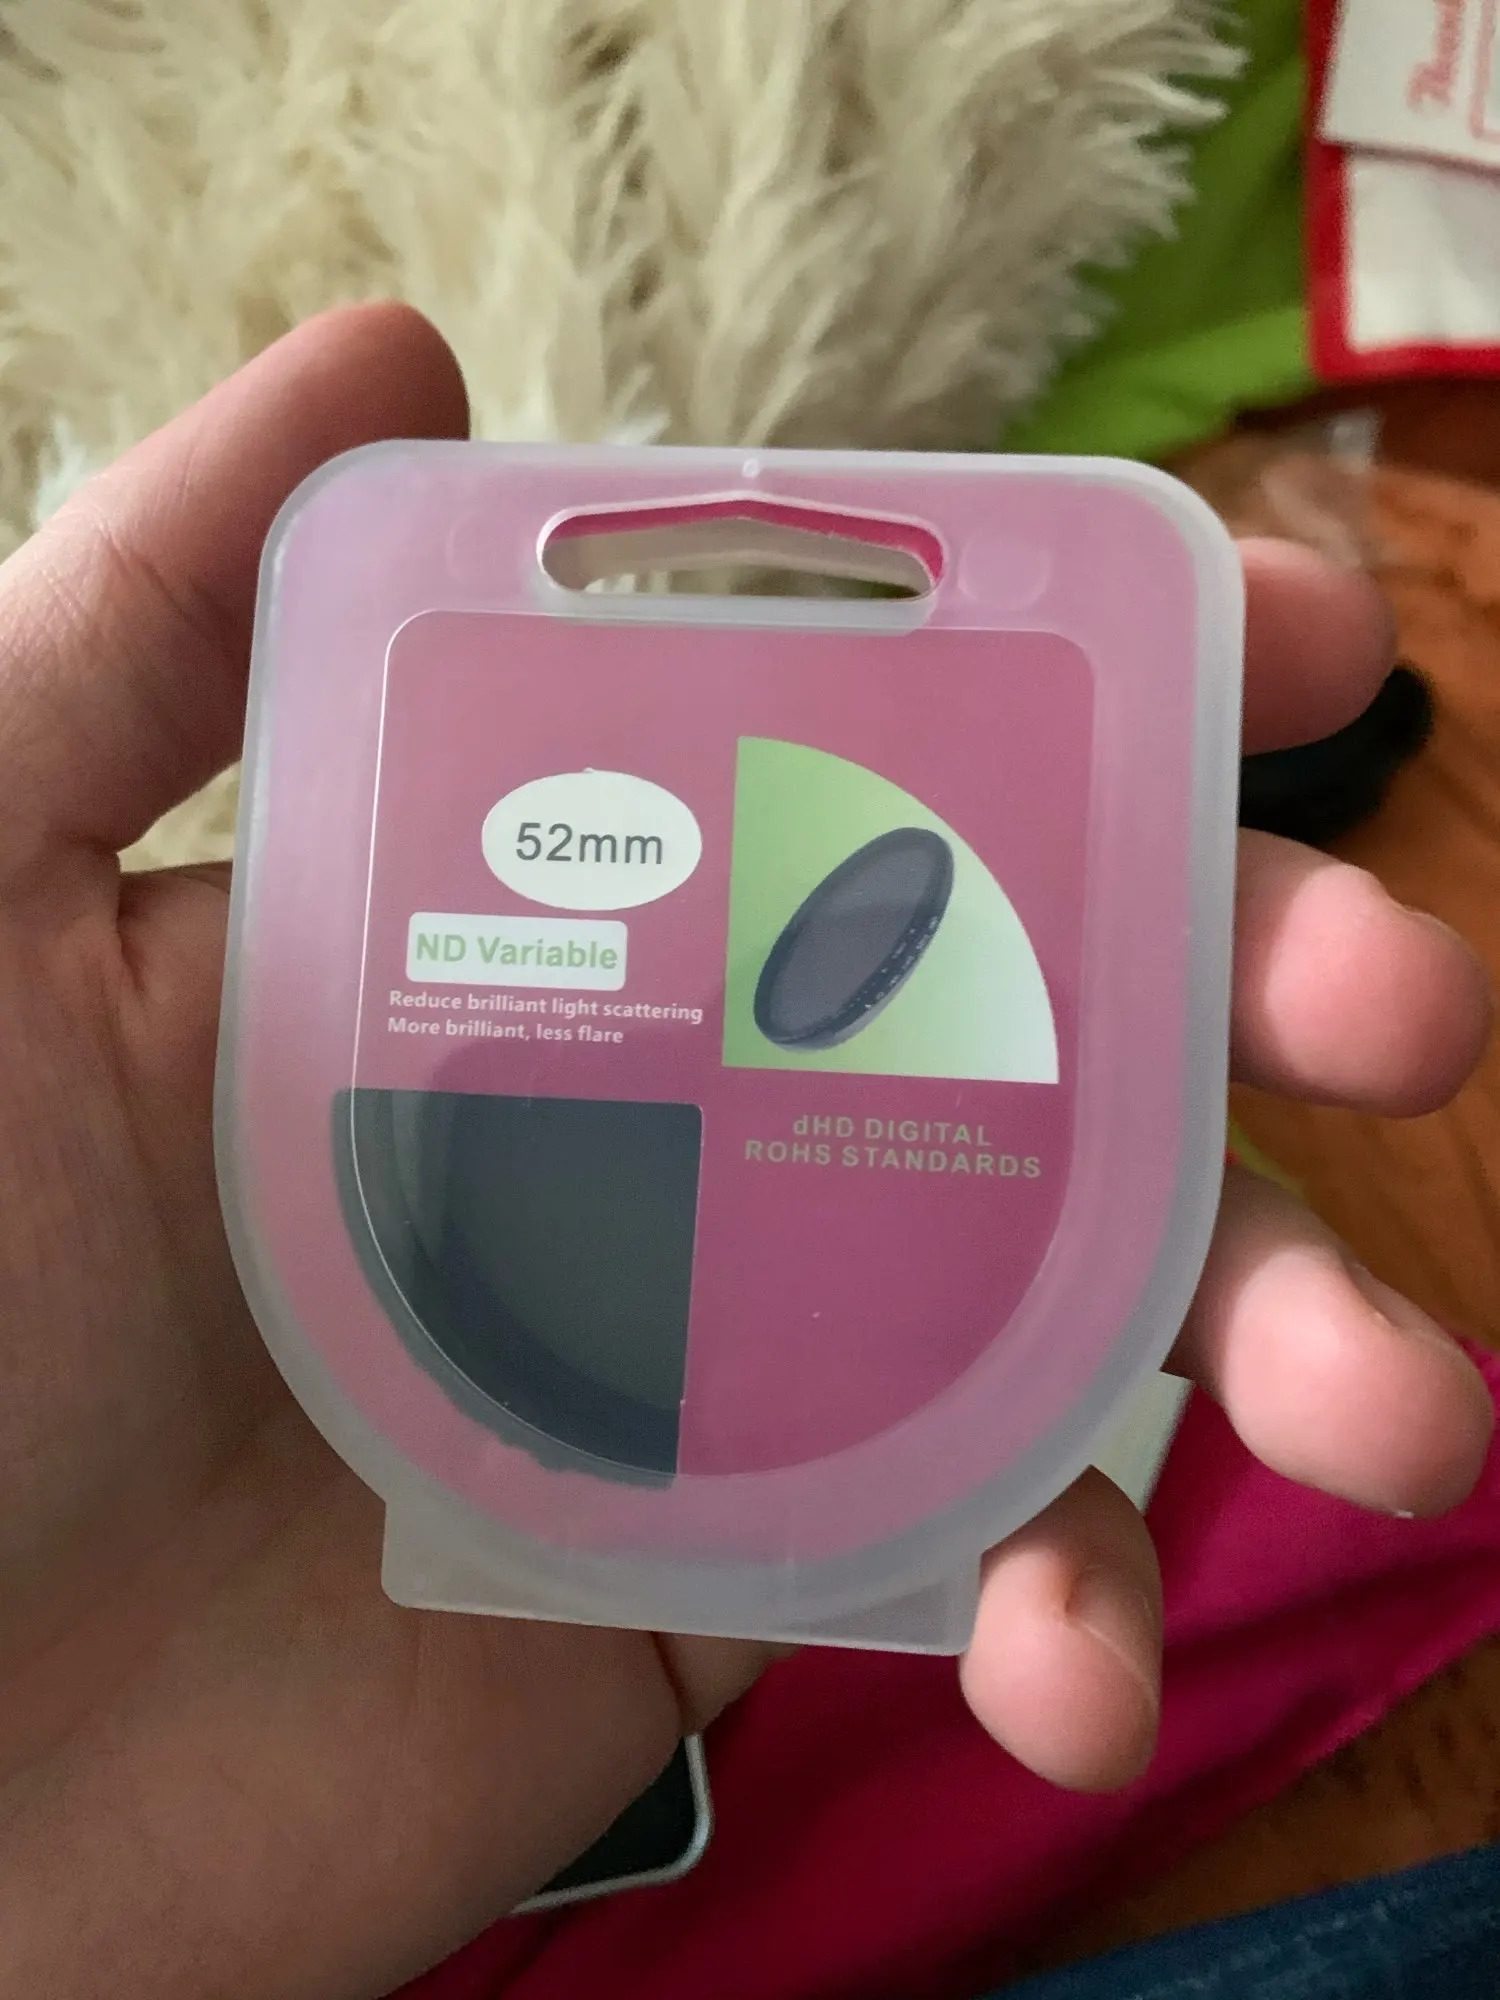 52mm
ND Variable
Reduce brilliant light scattering
More brilliant, less flare
dHD DIGITAL
ROHS STANDARDS